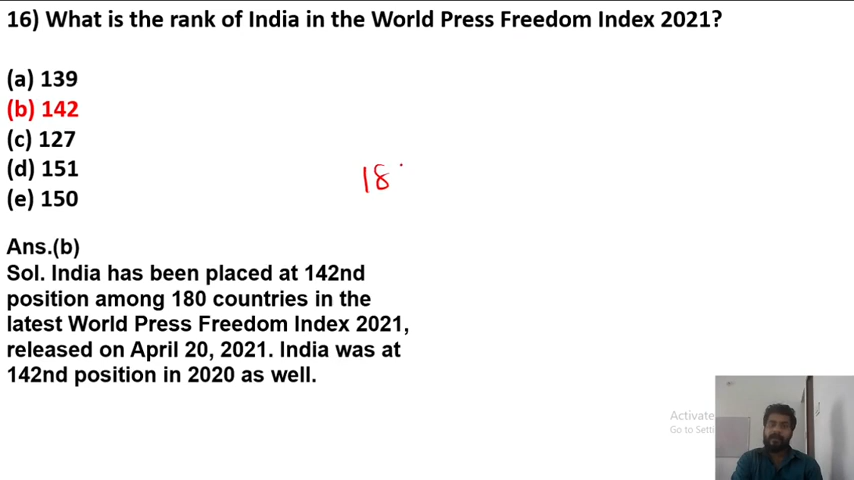 16) What is the rank of India in the World Press Freedom Index 2021?
(a) 139
(b) 142
(c) 127
(d) 151
(e) 150
18
Ans.(b)
Sol. India has been placed at 142nd
position among 180 countries in the
latest World Press Freedom Index 2021,
released on April 20, 2021. India was at
142nd position in 2020 as well.
Activate
Go to Setti